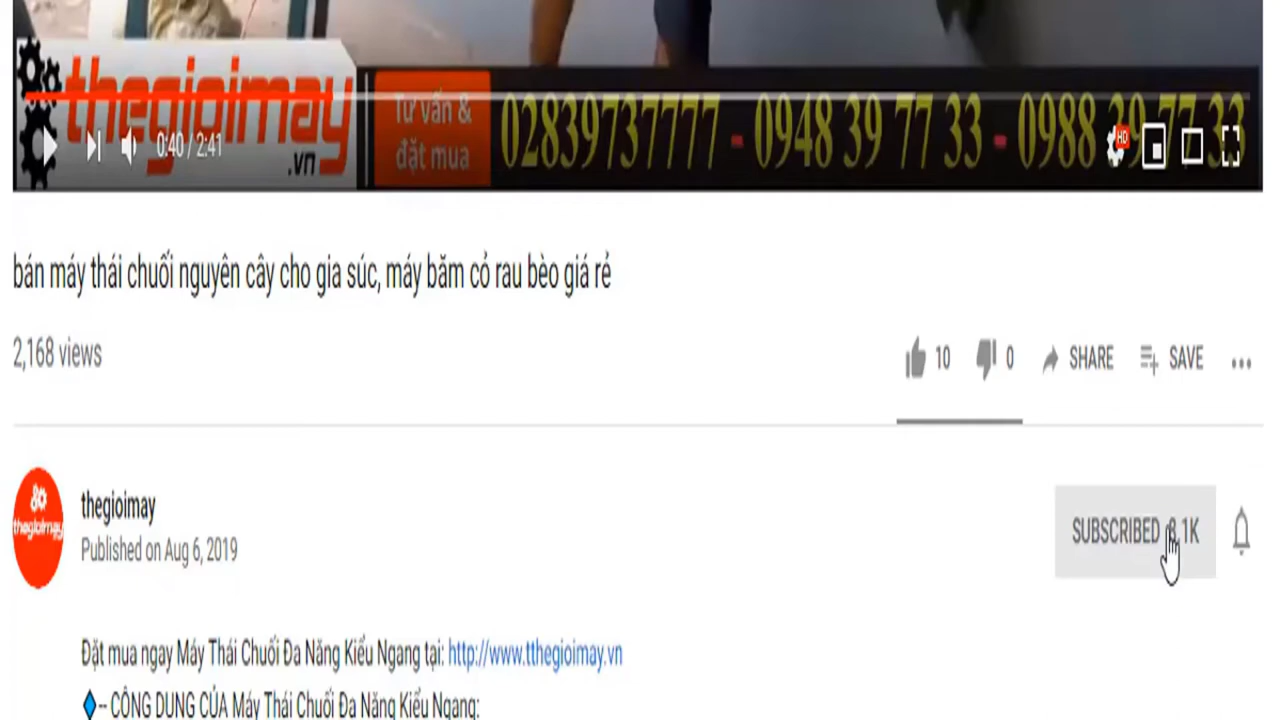 thegioimay
.vn
Tư vấn &
đặt mua
02839737777 - 0948 39 77 33 - 0988 39 77 33
HD
0:40 / 2:41
bán máy thái chuối nguyên cây cho gia súc, máy băm cỏ rau bèo giá rẻ
2,168 views
10 0 SHARE SAVE
thegioimay
thegioimay
Published on Aug 6, 2019
SUBSCRIBED
Đặt mua ngay Máy Thái Chuối Đa Năng Kiểu Ngang tại: http://www.tthegioimay.vn
-- CÔNG DỤNG CỦA Máy Thái Chuối Đa Năng Kiểu Ngang: